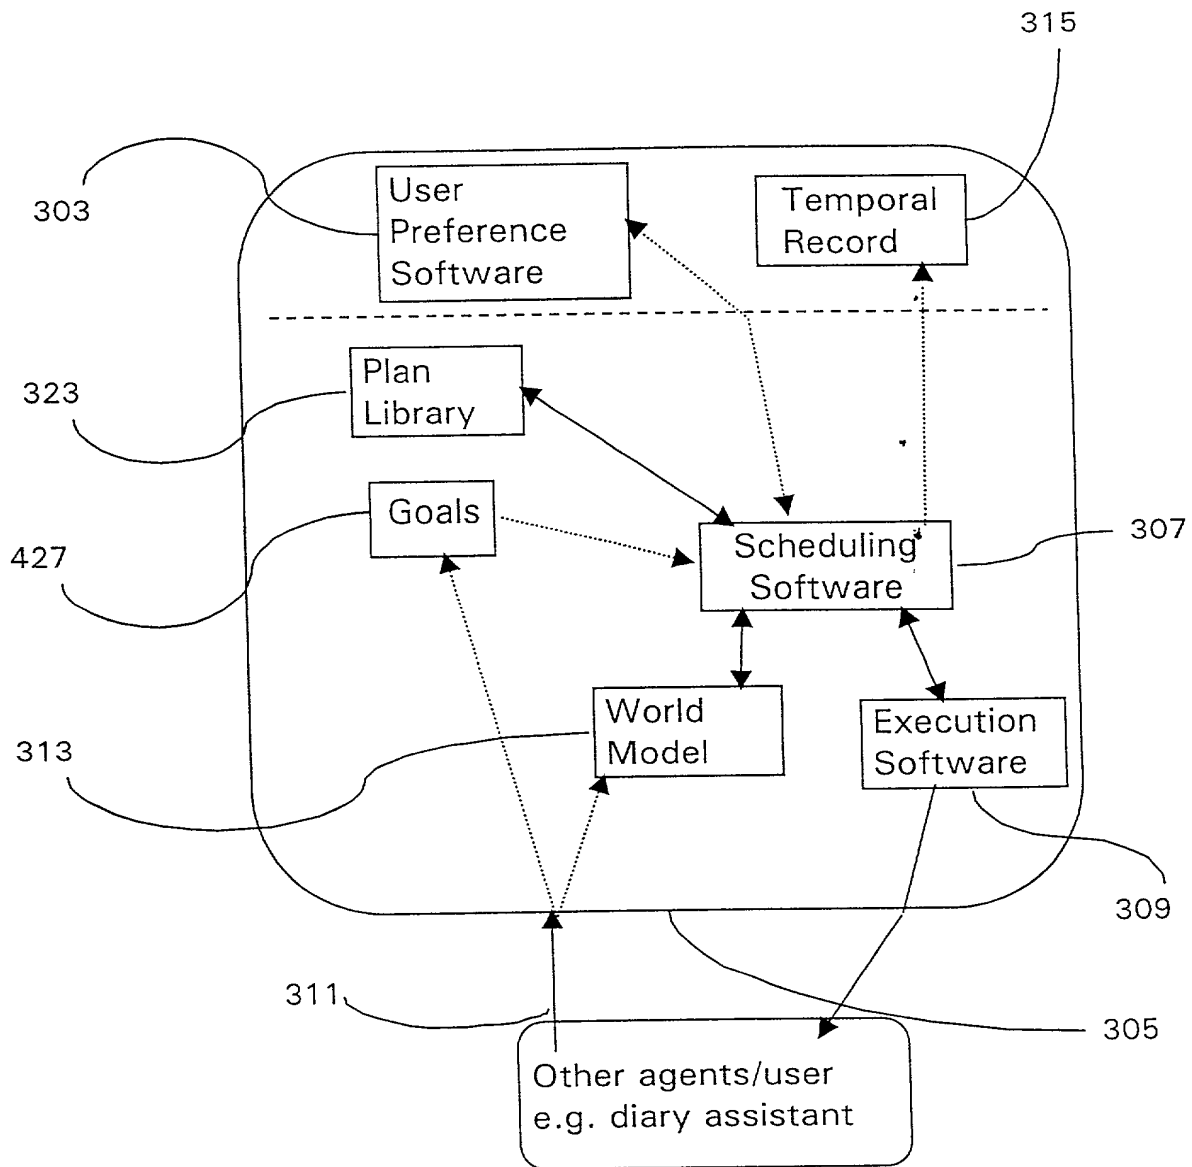 315
303
User
Preference
Software
Temporal
Record
323
Plan
Library
427
Goals
Scheduling
Software
307
313
World
Model
Execution
Software
309
311
305
Other agents/user
e.g. diary assistant